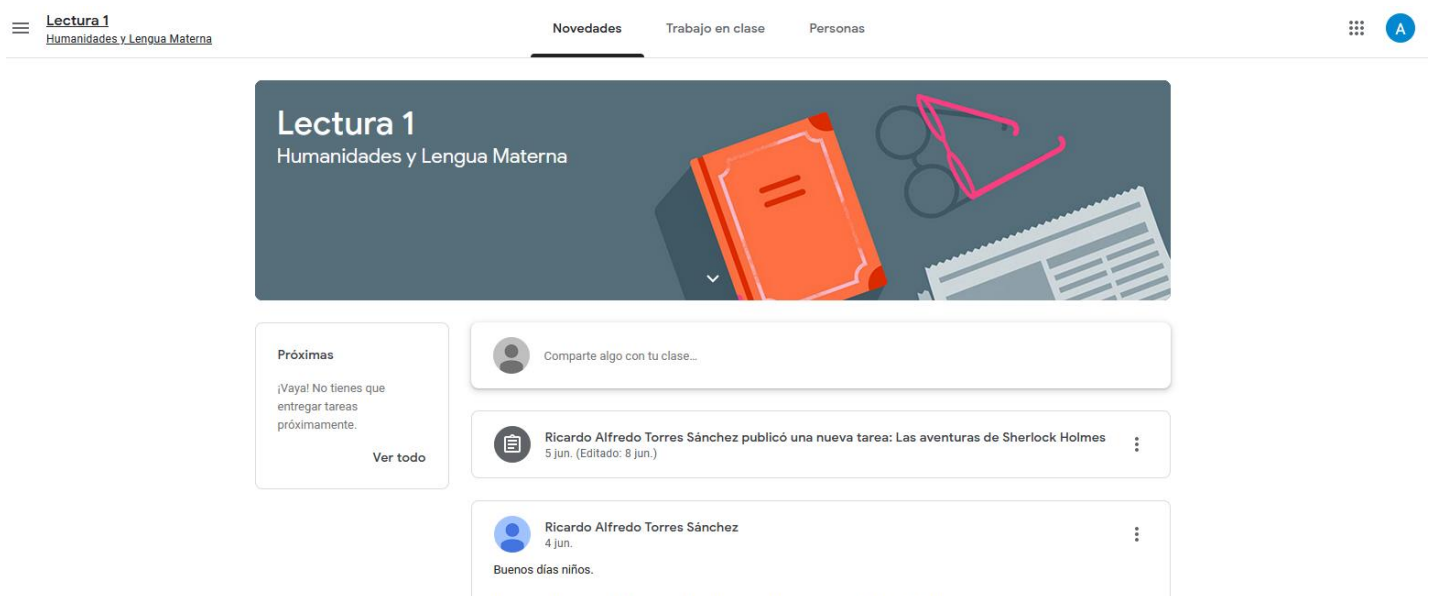 Lectura 1
Humanidades y Lengua Materna
Novedades
Trabajo en clase
Personas
A
Lectura 1
Humanidades y Lengua Materna
Próximas
¡Vaya! No tienes que
entregar tareas
próximamente.
Ver todo
Comparte algo con tu clase...
Ricardo Alfredo Torres Sánchez publicó una nueva tarea: Las aventuras de Sherlock Holmes
5 jun. (Editado: 8 jun.)
Ricardo Alfredo Torres Sánchez
4 jun.
Buenos días niños.